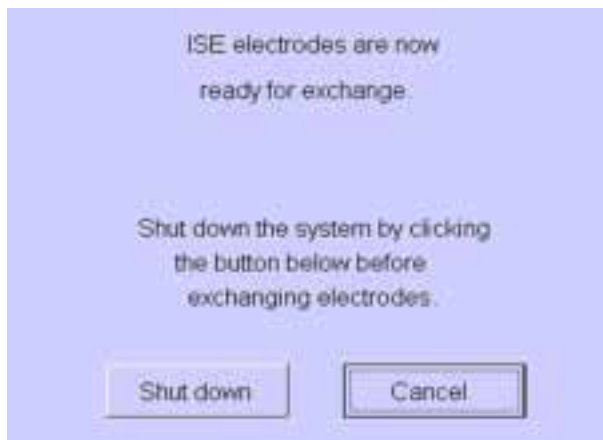 ISE electrodes are now
ready for exchange.
Shut down the system by clicking
the button below before
exchanging electrodes.
Shut down
Cancel